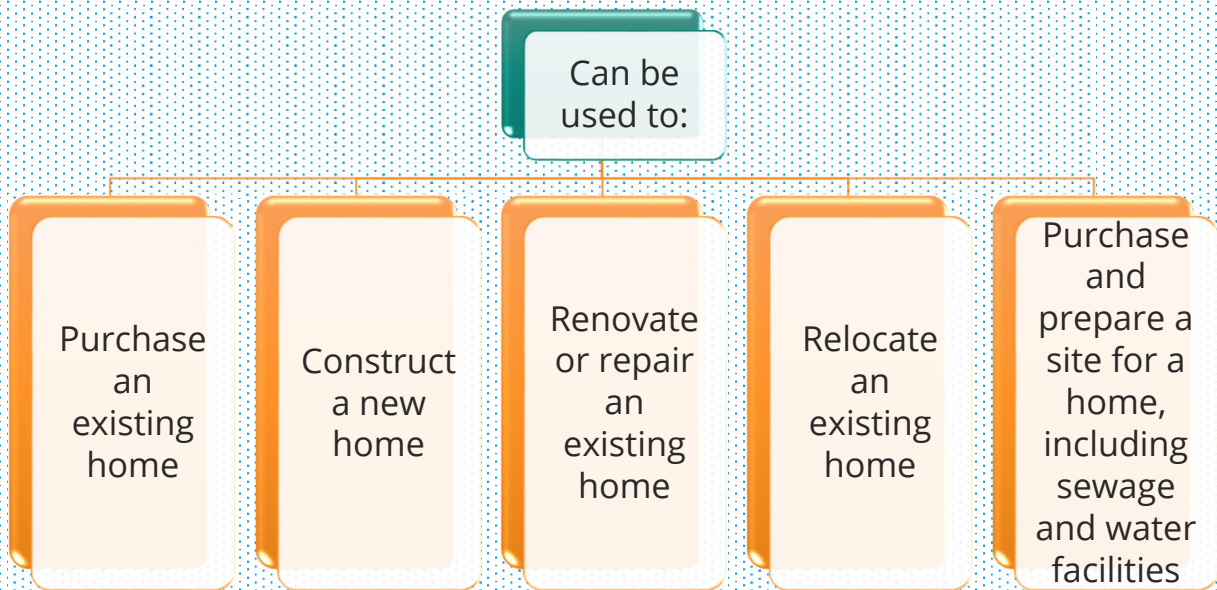 Can be
used to:
Purchase
an
existing
home
Construct
a new
home
Renovate
or repair
an
existing
home
Relocate
an
existing
home
Purchase
and
prepare a
site for a
home,
including
sewage
and water
facilities